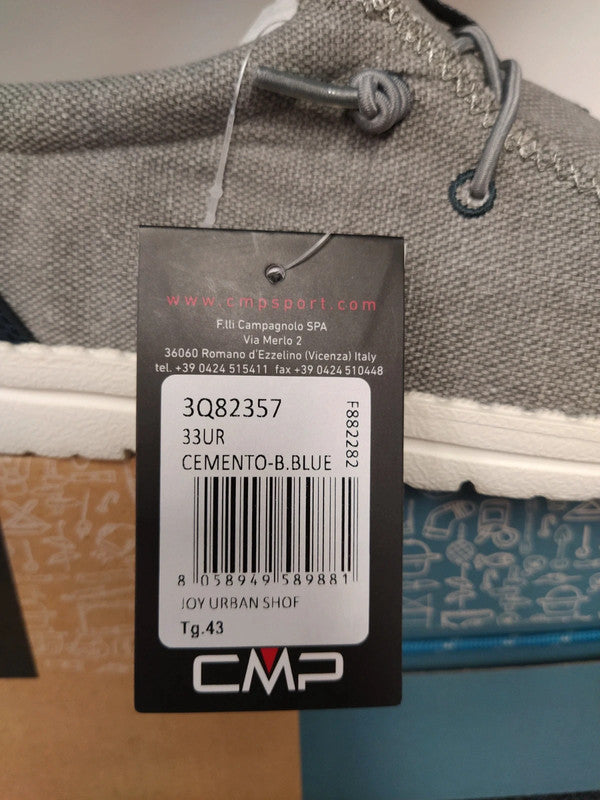 www.cmpsport.com
F.lli Campagnolo SPA
Via Merlo 2
36060 Romano d'Ezzelino (Vicenza) Italy
tel. +39 0424 515411 fax +39 0424 510448
3Q82357
33UR
CEMENTO-B.BLUE
F882282
8 058949 589881
JOY URBAN SHOF
Tg.43
CMP